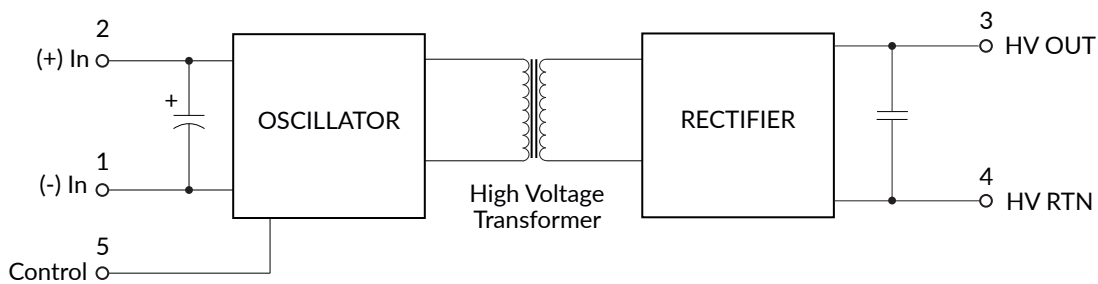 2
(+) In
+
OSCILLATOR
1
(-) In
5
Control
High Voltage
Transformer
RECTIFIER
3
HV OUT
4
HV RTN